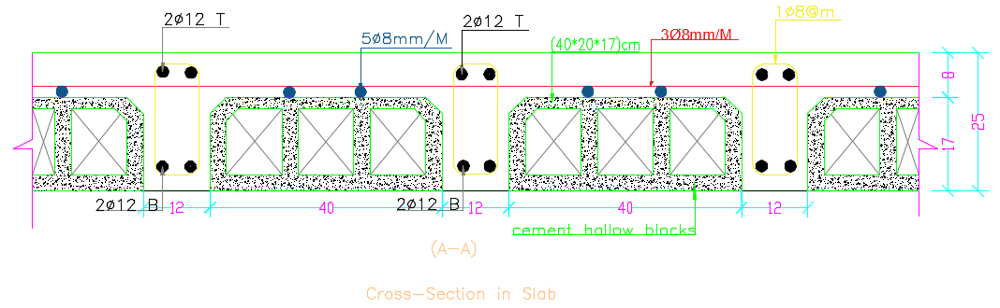 2ø12 T
5ø8mm/M
2ø12 T
(40*20*17)cm
3Ø8mm/M
1ø8@m
8
17
25
2ø12 B
12
40
2ø12 B
12
40
12
cement hollow blocks
(A-A)
Cross-Section in Slab